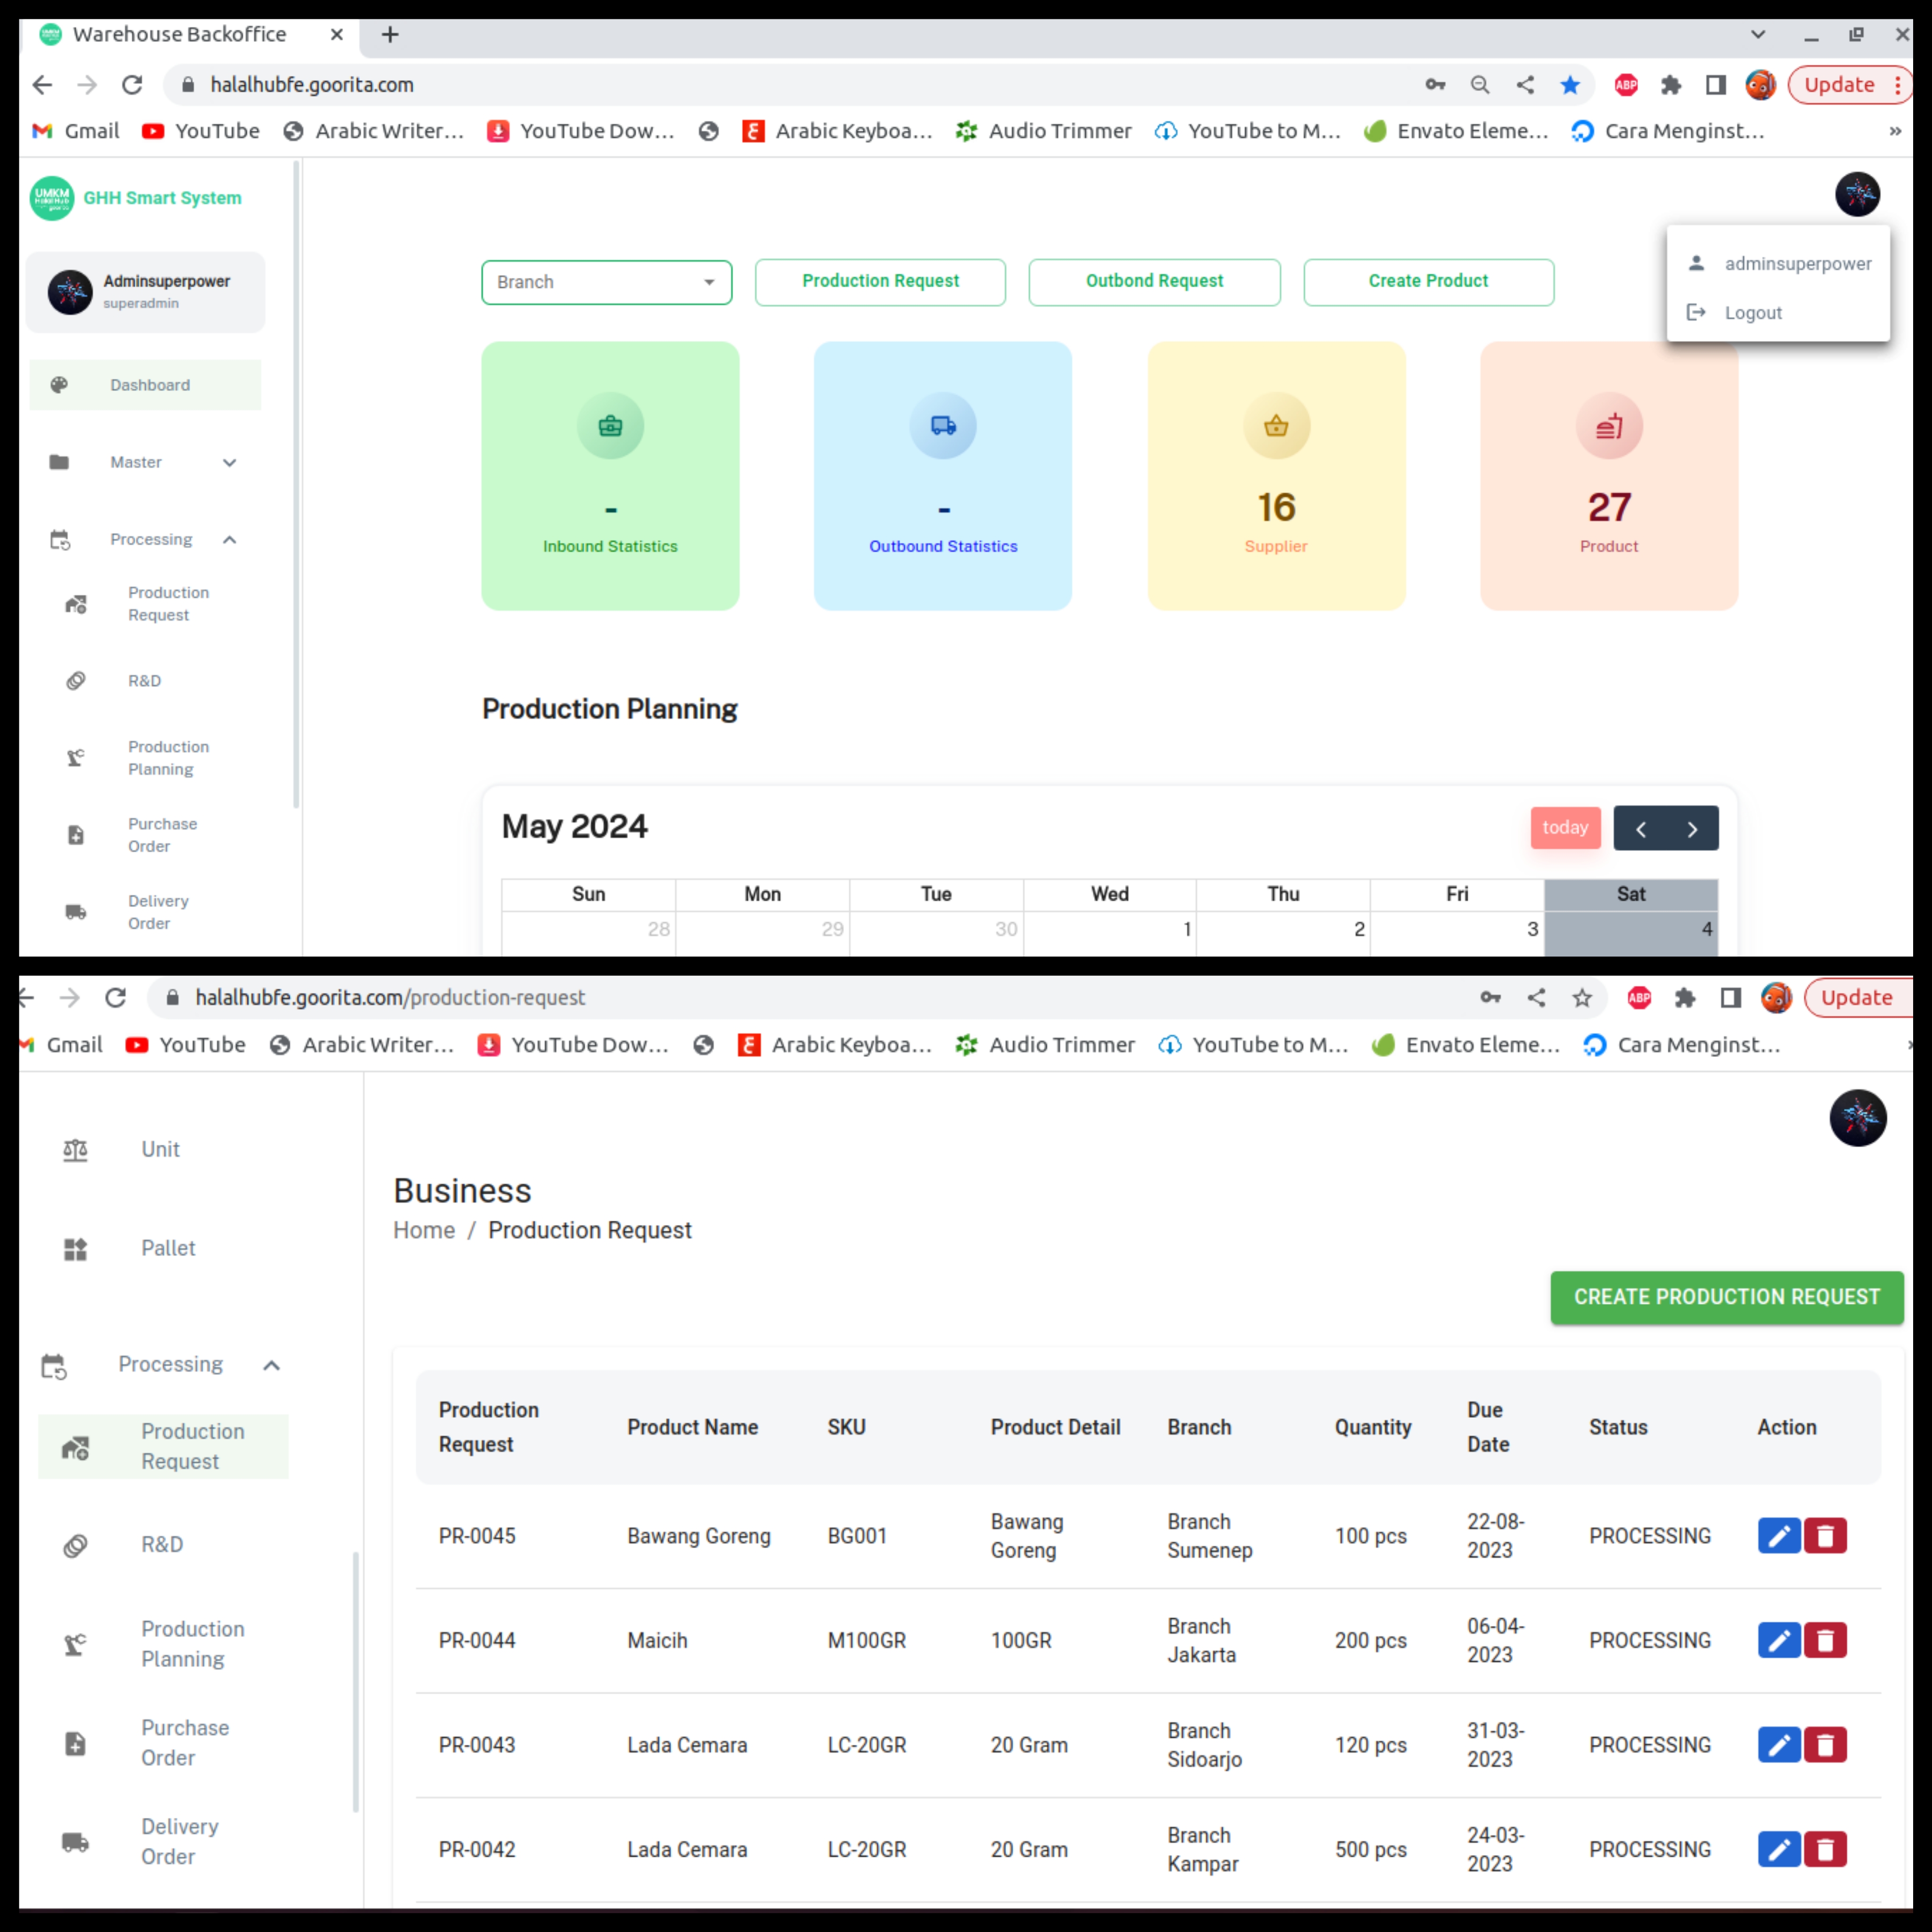 Warehouse Backoffice
halalhubfe.goorita.com
Update
Gmail YouTube Arabic Writer... YouTube Dow... Arabic Keyboa... Audio Trimmer YouTube to M... Envato Eleme... Cara Menginst... »
UMKM
GHH Smart System
Adminsuperpower
superadmin
Dashboard
Master
Processing
Production
Request
R&D
Production
Planning
Purchase
Order
Delivery
Order
Branch
Production Request
Outbond Request
Create Product
adminsuperpower
Logout
-
Inbound Statistics
-
Outbound Statistics
16
Supplier
27
Product
Production Planning
May 2024
today
Sun Mon Tue Wed Thu Fri Sat
28 29 30 1 2 3 4
halalhubfe.goorita.com/production-request
ABP
Update
Gmail YouTube Arabic Writer... YouTube Dow... Arabic Keyboa... Audio Trimmer YouTube to M... Envato Eleme... Cara Menginst...
Unit
Pallet
Processing
Production
Request
R&D
Production
Planning
Purchase
Order
Delivery
Order
Business
Home / Production Request
CREATE PRODUCTION REQUEST
Production Request Product Name SKU Product Detail Branch Quantity Due Date Status Action
PR-0045 Bawang Goreng BG001 Bawang Goreng Branch Sumenep 100 pcs 22-08-2023 PROCESSING
PR-0044 Maicih M100GR 100GR Branch Jakarta 200 pcs 06-04-2023 PROCESSING
PR-0043 Lada Cemara LC-20GR 20 Gram Branch Sidoarjo 120 pcs 31-03-2023 PROCESSING
PR-0042 Lada Cemara LC-20GR 20 Gram Branch Kampar 500 pcs 24-03-2023 PROCESSING